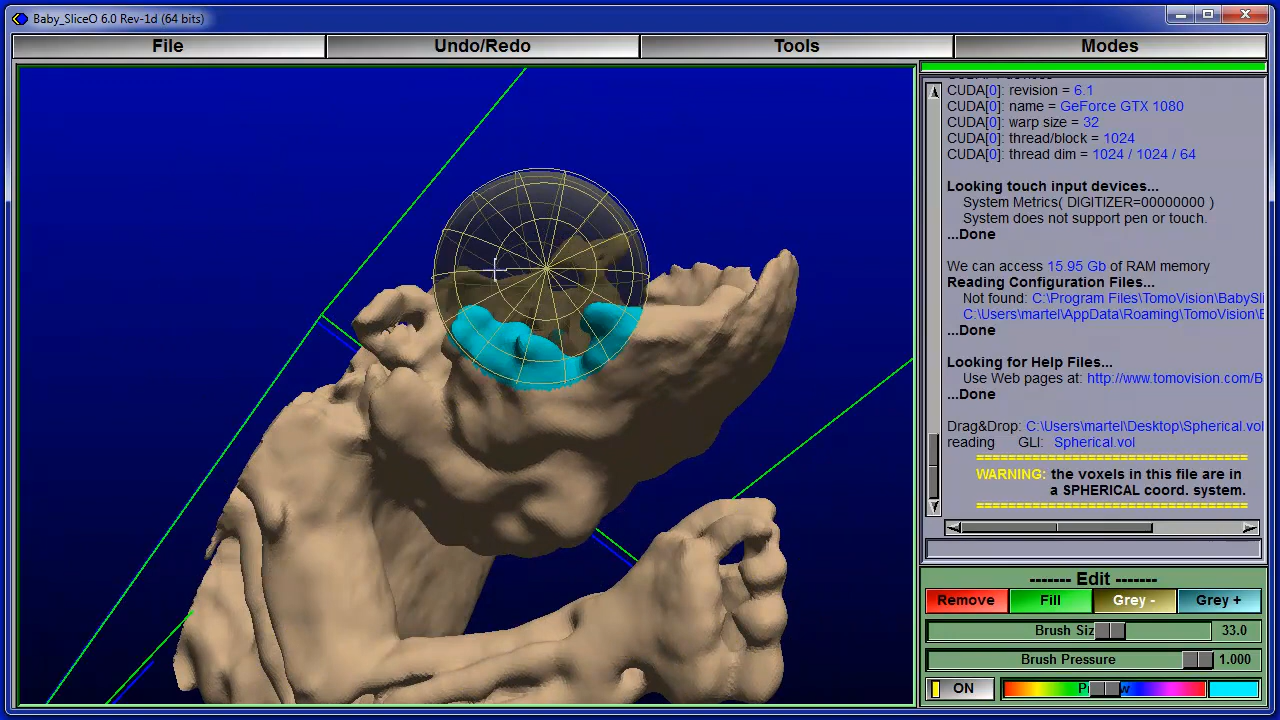 Baby_SliceO 6.0 Rev-1d (64 bits)
File
Undo/Redo
Tools
Modes
CUDA[0]: revision = 6.1
CUDA[0]: name = GeForce GTX 1080
CUDA[0]: warp size = 32
CUDA[0]: thread/block = 1024
CUDA[0]: thread dim = 1024 / 1024 / 64
Looking touch input devices...
System Metrics( DIGITIZER=00000000 )
System does not support pen or touch.
...Done
We can access 15.95 Gb of RAM memory
Reading Configuration Files...
Not found: C:\Program Files\TomoVision\BabySli
C:\Users\martel\AppData\Roaming\TomoVision\B
...Done
Looking for Help Files...
Use Web pages at: http://www.tomovision.com/B
...Done
Drag&Drop: C:\Users\martel\Desktop\Spherical.vol
reading GLI: Spherical.vol
==================================
WARNING: the voxels in this file are in
a SPHERICAL coord. system.
==================================
------- Edit -------
Remove
Fill
Grey -
Grey +
Brush Siz
33.0
Brush Pressure
1.000
ON